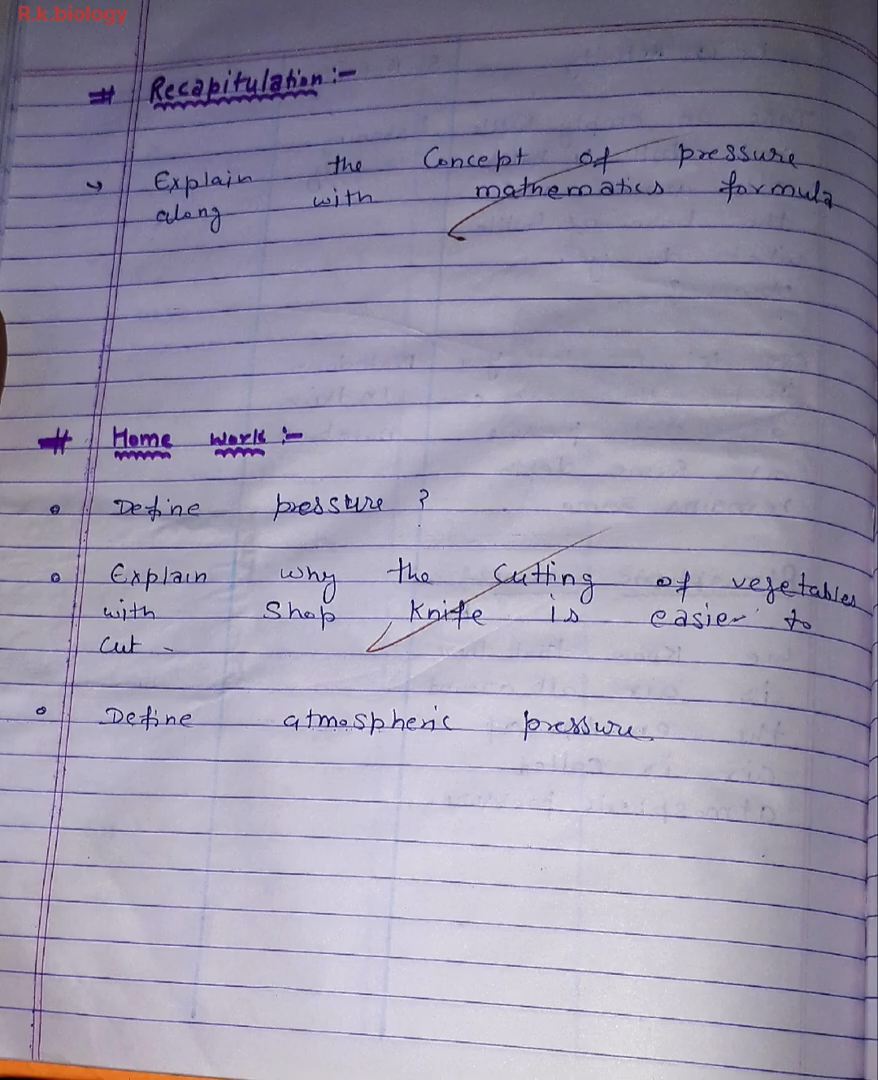 R.k.biology
# Recapitulation :-
→ Explain the Concept of pressure
along with mathematics formula
# Home work :-
o Define pressure ?
o Explain why the cutting of vegetables
with Shap Knife is easier to
Cut -
o Define atmospheric pressure.